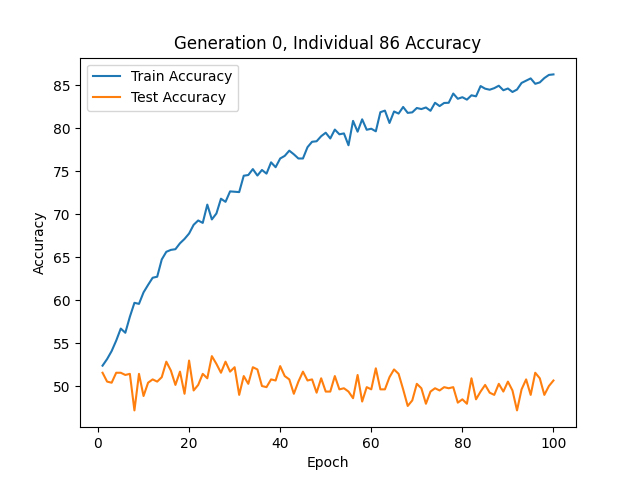 Generation 0, Individual 86 Accuracy
Train Accuracy
Test Accuracy
Accuracy
85
80
75
70
65
60
55
50
0 20 40 60 80 100
Epoch